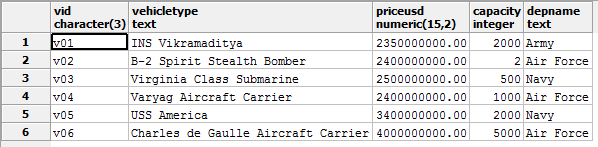 vid vehicletype priceusd capacity depname
character(3) text numeric(15,2) integer text
1 v01 INS Vikramaditya 2350000000.00 2000 Army
2 v02 B-2 Spirit Stealth Bomber 2400000000.00 2 Air Force
3 v03 Virginia Class Submarine 2500000000.00 500 Navy
4 v04 Varyag Aircraft Carrier 2400000000.00 1000 Air Force
5 v05 USS America 3400000000.00 2000 Navy
6 v06 Charles de Gaulle Aircraft Carrier 4000000000.00 5000 Air Force